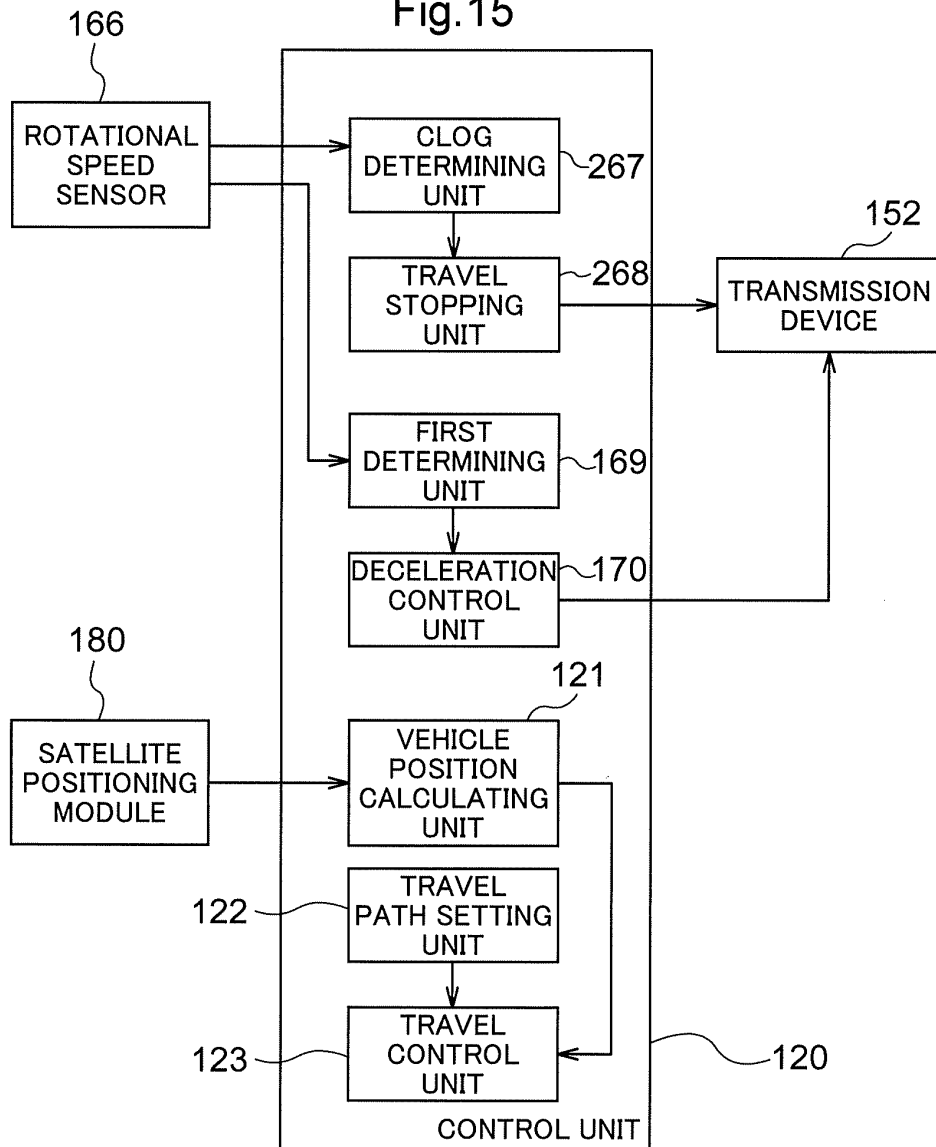 Fig.15
166
ROTATIONAL
SPEED
SENSOR
CLOG
DETERMINING
UNIT
267
TRAVEL
STOPPING
UNIT
268
152
TRANSMISSION
DEVICE
FIRST
DETERMINING
UNIT
169
DECELERATION
CONTROL
UNIT
170
180
SATELLITE
POSITIONING
MODULE
121
VEHICLE
POSITION
CALCULATING
UNIT
122
TRAVEL
PATH SETTING
UNIT
123
TRAVEL
CONTROL
UNIT
120
CONTROL UNIT